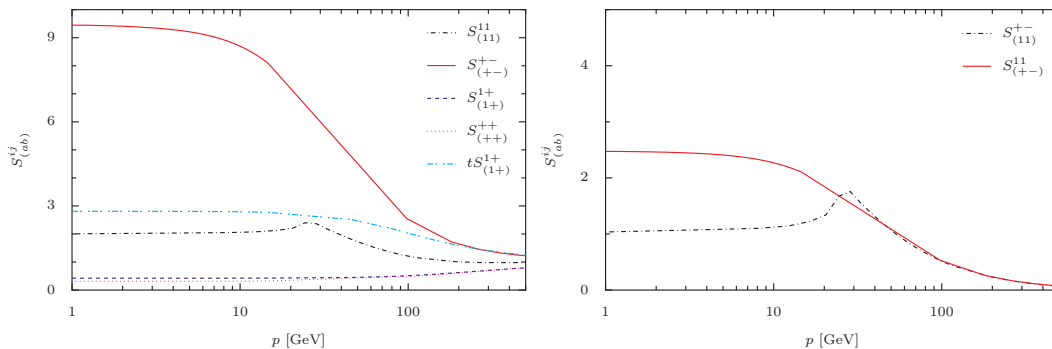 9
6
3
0
1
10
100
p [GeV]
S^{ij}_{(ab)}
S^{11}_{(11)}
S^{+-}_{(+-)}
S^{1+}_{(1+)}
S^{++}_{(++)}
tS^{1+}_{(1+)}
4
2
0
1
10
100
p [GeV]
S^{ij}_{(ab)}
S^{+-}_{(11)}
S^{11}_{(+-)}